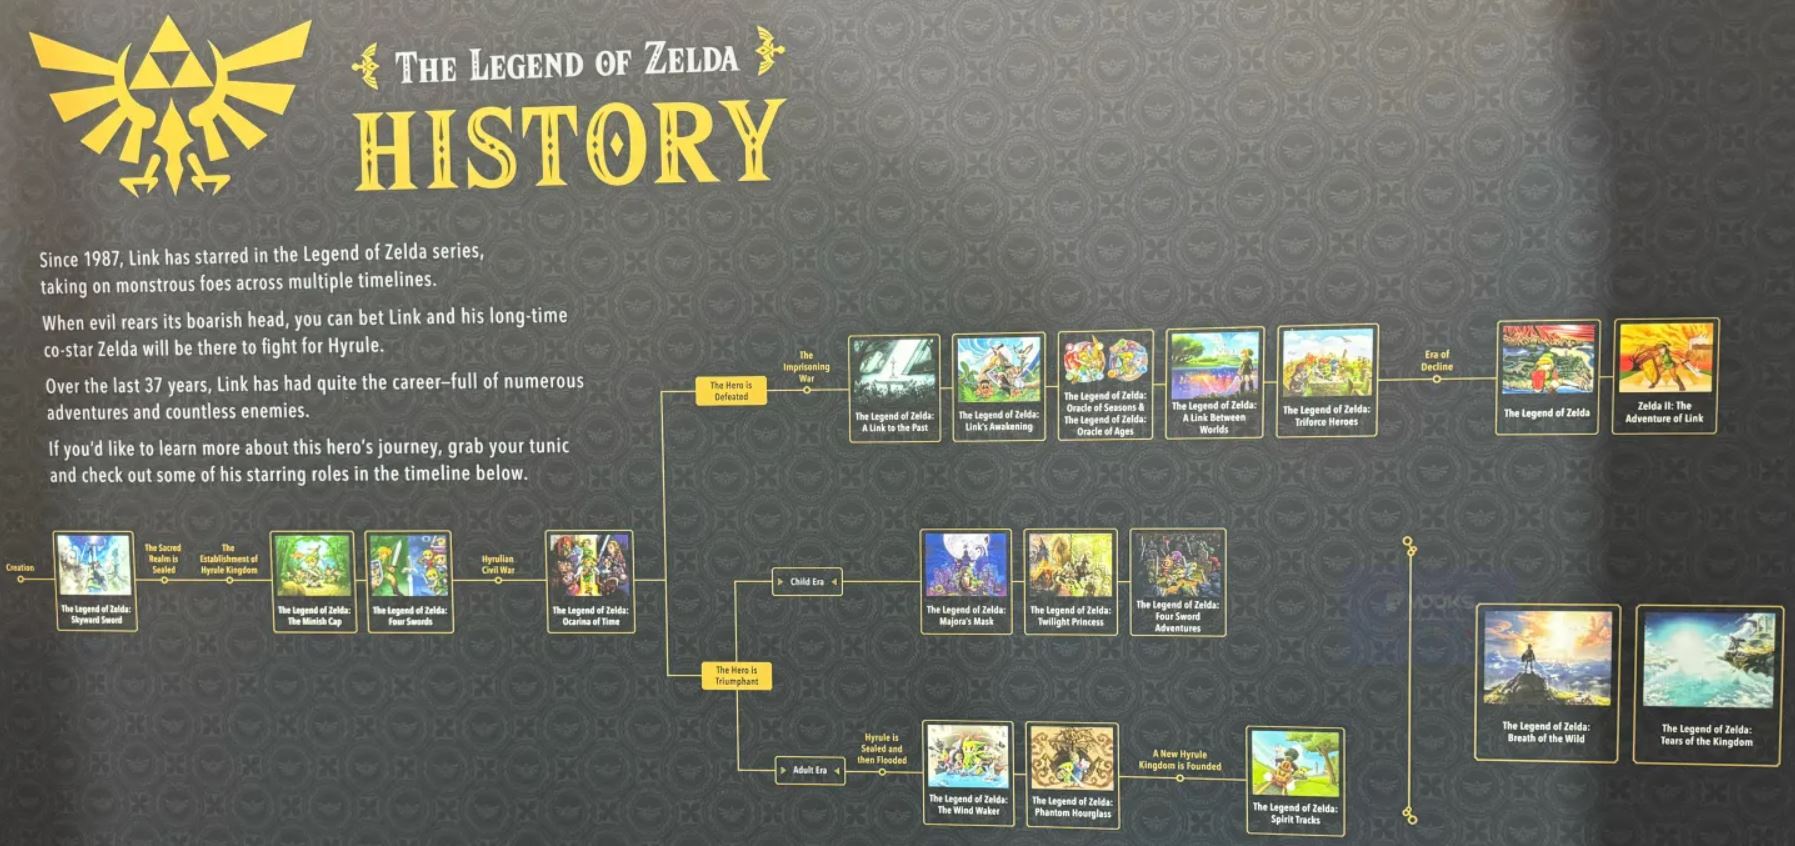 THE LEGEND OF ZELDA
HISTORY
Since 1987, Link has starred in the Legend of Zelda series,
taking on monstrous foes across multiple timelines.
When evil rears its boarish head, you can bet Link and his long-time
co-star Zelda will be there to fight for Hyrule.
Over the last 37 years, Link has had quite the career–full of numerous
adventures and countless enemies.
If you'd like to learn more about this hero's journey, grab your tunic
and check out some of his starring roles in the timeline below.
Creation
The Legend of Zelda:
Skyward Sword
The Sacred
Realm is
Sealed
The
Establishment of
Hyrule Kingdom
The Legend of Zelda:
The Minish Cap
The Legend of Zelda:
Four Swords
Hyrulian
Civil War
The Legend of Zelda:
Ocarina of Time
The Hero is
Defeated
The
Imprisoning
War
The Legend of Zelda:
A Link to the Past
The Legend of Zelda:
Link's Awakening
The Legend of Zelda:
Oracle of Seasons &
The Legend of Zelda:
Oracle of Ages
The Legend of Zelda:
A Link Between
Worlds
The Legend of Zelda:
Triforce Heroes
Era of
Decline
The Legend of Zelda
Zelda II: The
Adventure of Link
The Hero is
Triumphant
Child Era
The Legend of Zelda:
Majora's Mask
The Legend of Zelda:
Twilight Princess
The Legend of Zelda:
Four Sword
Adventures
Adult Era
Hyrule is
Sealed and
then Flooded
The Legend of Zelda:
The Wind Waker
The Legend of Zelda:
Phantom Hourglass
A New Hyrule
Kingdom is Founded
The Legend of Zelda:
Spirit Tracks
The Legend of Zelda:
Breath of the Wild
The Legend of Zelda:
Tears of the Kingdom